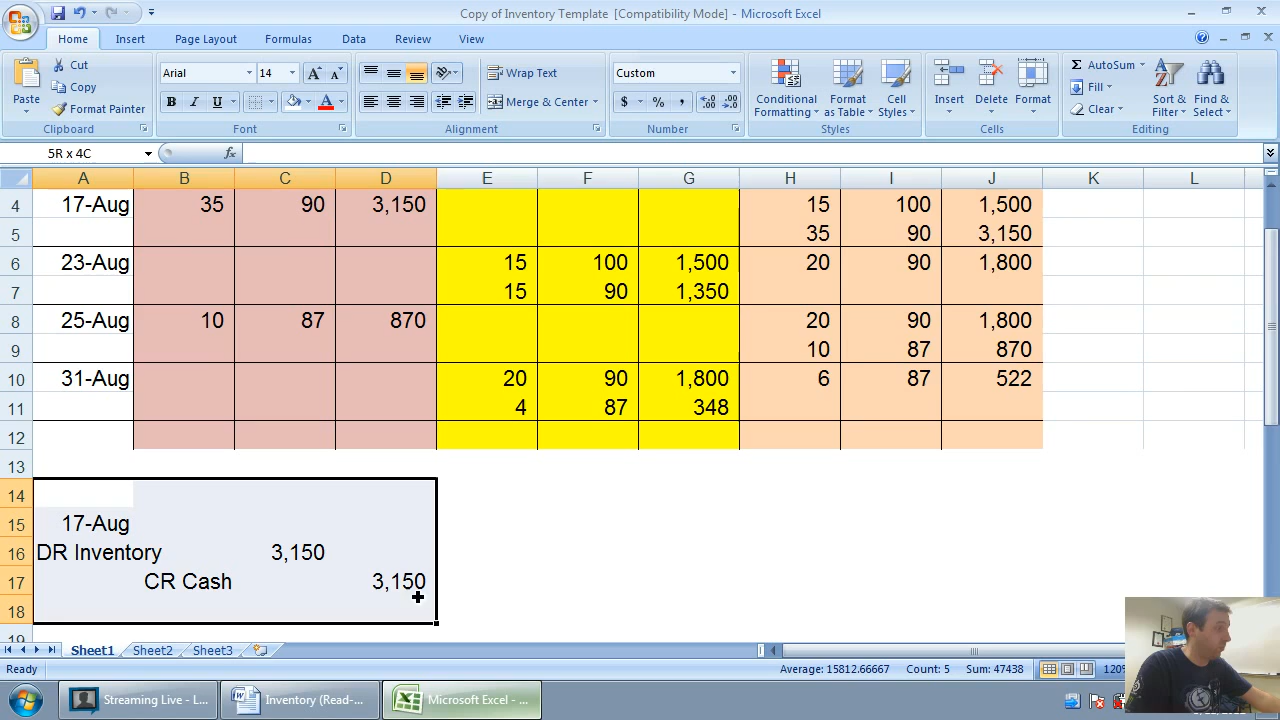 Copy of Inventory Template [Compatibility Mode] - Microsoft Excel
Home Insert Page Layout Formulas Data Review View
Paste
Cut
Copy
Format Painter
Clipboard
Arial 14
B I U
Font
Wrap Text
Merge & Center
Alignment
Custom
$ % ,
Number
Conditional Formatting
Format as Table
Cell Styles
Styles
Insert Delete Format
Cells
Σ AutoSum
Fill
Clear
Sort & Filter
Find & Select
Editing
5R x 4C fx
A B C D E F G H I J K L
4 17-Aug 35 90 3,150 15 100 1,500
5 35 90 3,150
6 23-Aug 15 100 1,500 20 90 1,800
7 15 90 1,350
8 25-Aug 10 87 870 20 90 1,800
9 10 87 870
10 31-Aug 20 90 1,800 6 87 522
11 4 87 348
12
13
14
15 17-Aug
16 DR Inventory 3,150
17 CR Cash 3,150
18
19
Sheet1 Sheet2 Sheet3
Ready Average: 15812.66667 Count: 5 Sum: 47438
Streaming Live - L... Inventory (Read-... Microsoft Excel - ...